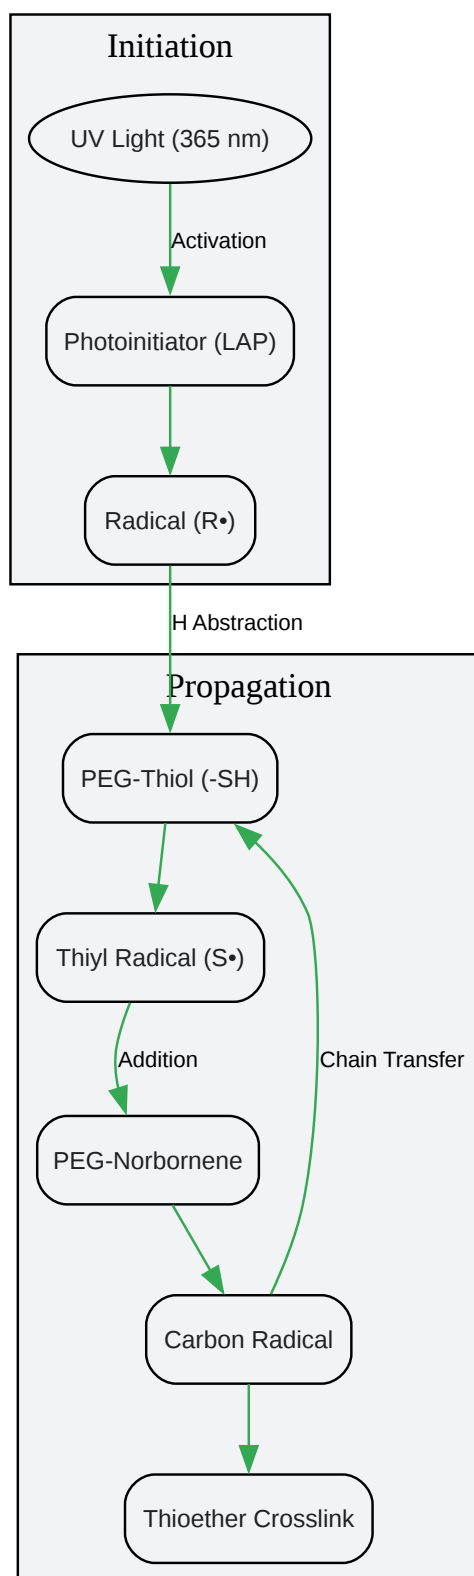 Initiation
UV Light (365 nm)
Activation
Photoinitiator (LAP)
Radical (R•)
H Abstraction
Propagation
PEG-Thiol (-SH)
Thiyl Radical (S•)
Addition
Chain Transfer
PEG-Norbornene
Carbon Radical
Thioether Crosslink